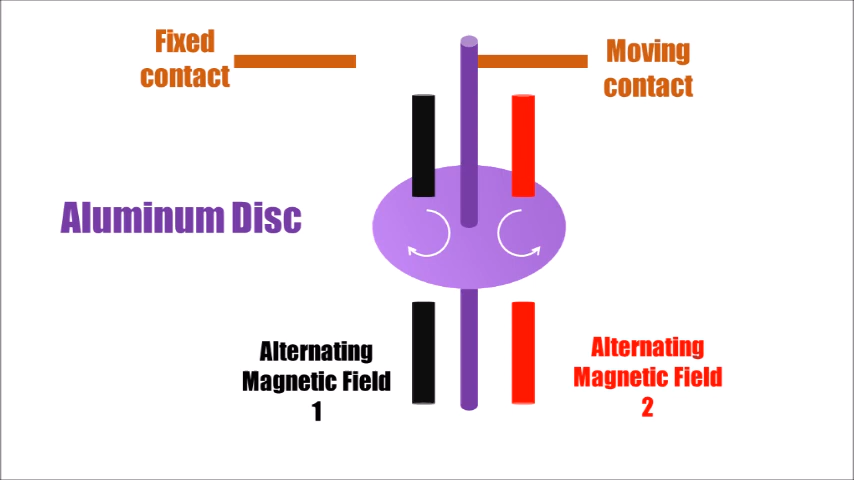 Fixed
contact
Moving
contact
Aluminum Disc
Alternating
Magnetic Field
1
Alternating
Magnetic Field
2